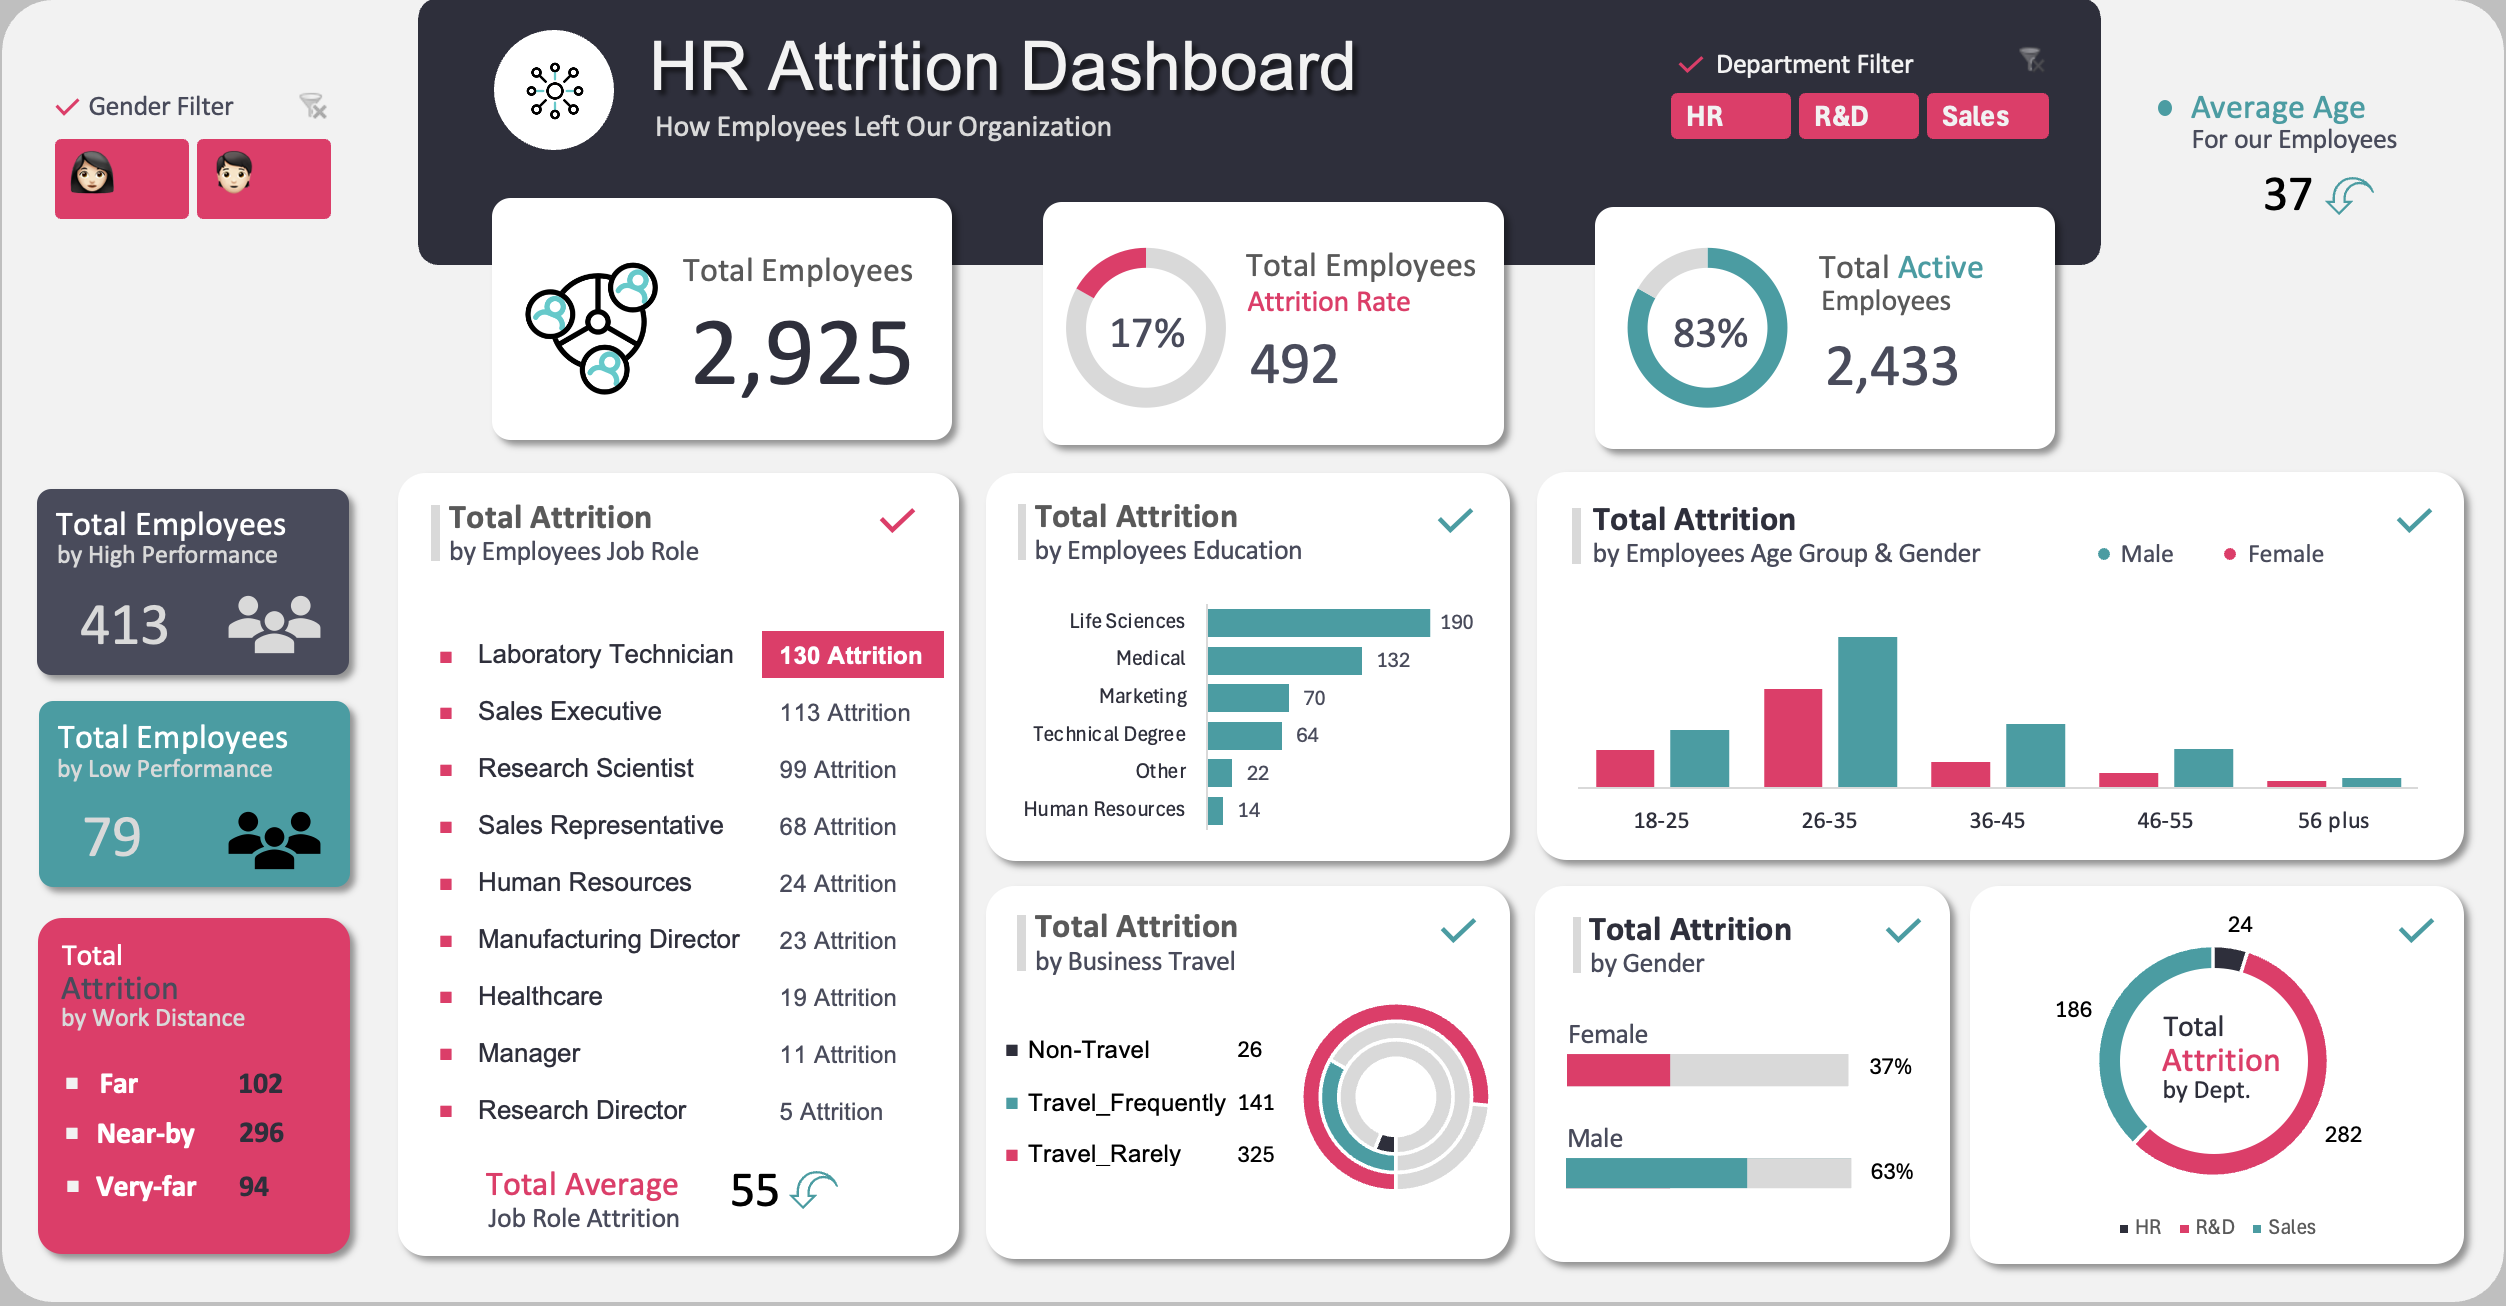 HR Attrition Dashboard
How Employees Left Our Organization
Gender Filter
Department Filter
HR
R&D
Sales
Average Age
For our Employees
37
Total Employees
2,925
17%
Total Employees
Attrition Rate
492
83%
Total Active
Employees
2,433
Total Employees
by High Performance
413
Total Employees
by Low Performance
79
Total
Attrition
by Work Distance
Far 102
Near-by 296
Very-far 94
Total Attrition
by Employees Job Role
Laboratory Technician 130 Attrition
Sales Executive 113 Attrition
Research Scientist 99 Attrition
Sales Representative 68 Attrition
Human Resources 24 Attrition
Manufacturing Director 23 Attrition
Healthcare 19 Attrition
Manager 11 Attrition
Research Director 5 Attrition
Total Average
Job Role Attrition
55
Total Attrition
by Employees Education
Life Sciences 190
Medical 132
Marketing 70
Technical Degree 64
Other 22
Human Resources 14
Total Attrition
by Employees Age Group & Gender
Male Female
18-25 26-35 36-45 46-55 56 plus
Total Attrition
by Business Travel
Non-Travel 26
Travel_Frequently 141
Travel_Rarely 325
Total Attrition
by Gender
Female
37%
Male
63%
24
186
Total
Attrition
by Dept.
282
HR R&D Sales